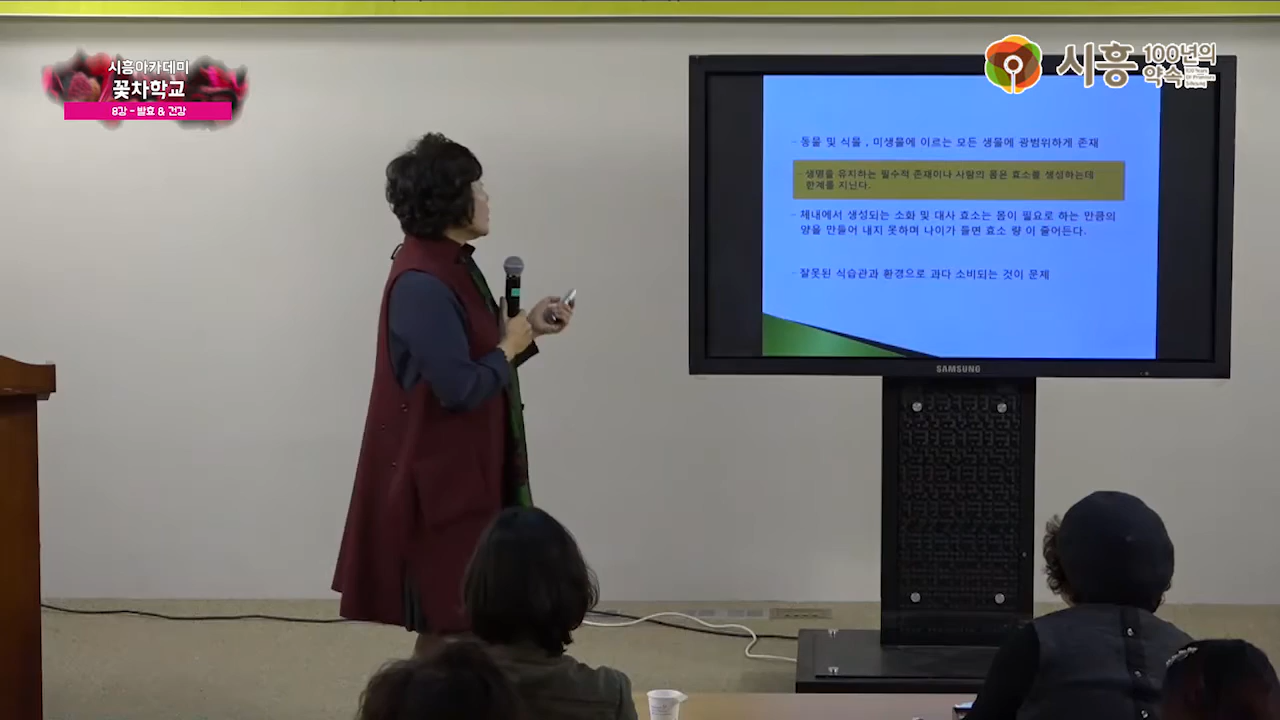 시흥아카데미
꽃차학교
8강 - 발효 & 건강
시흥 100년의
약속
- 동물 및 식물 , 미생물에 이르는 모든 생물에 광범위하게 존재
- 생명을 유지하는 필수적 존재이나 사람의 몸은 효소를 생성하는데
한계를 지닌다.
- 체내에서 생성되는 소화 및 대사 효소는 몸이 필요로 하는 만큼의
양을 만들어 내지 못하며 나이가 들면 효소 량 이 줄어든다.
- 잘못된 식습관과 환경으로 과다 소비되는 것이 문제
SAMSUNG